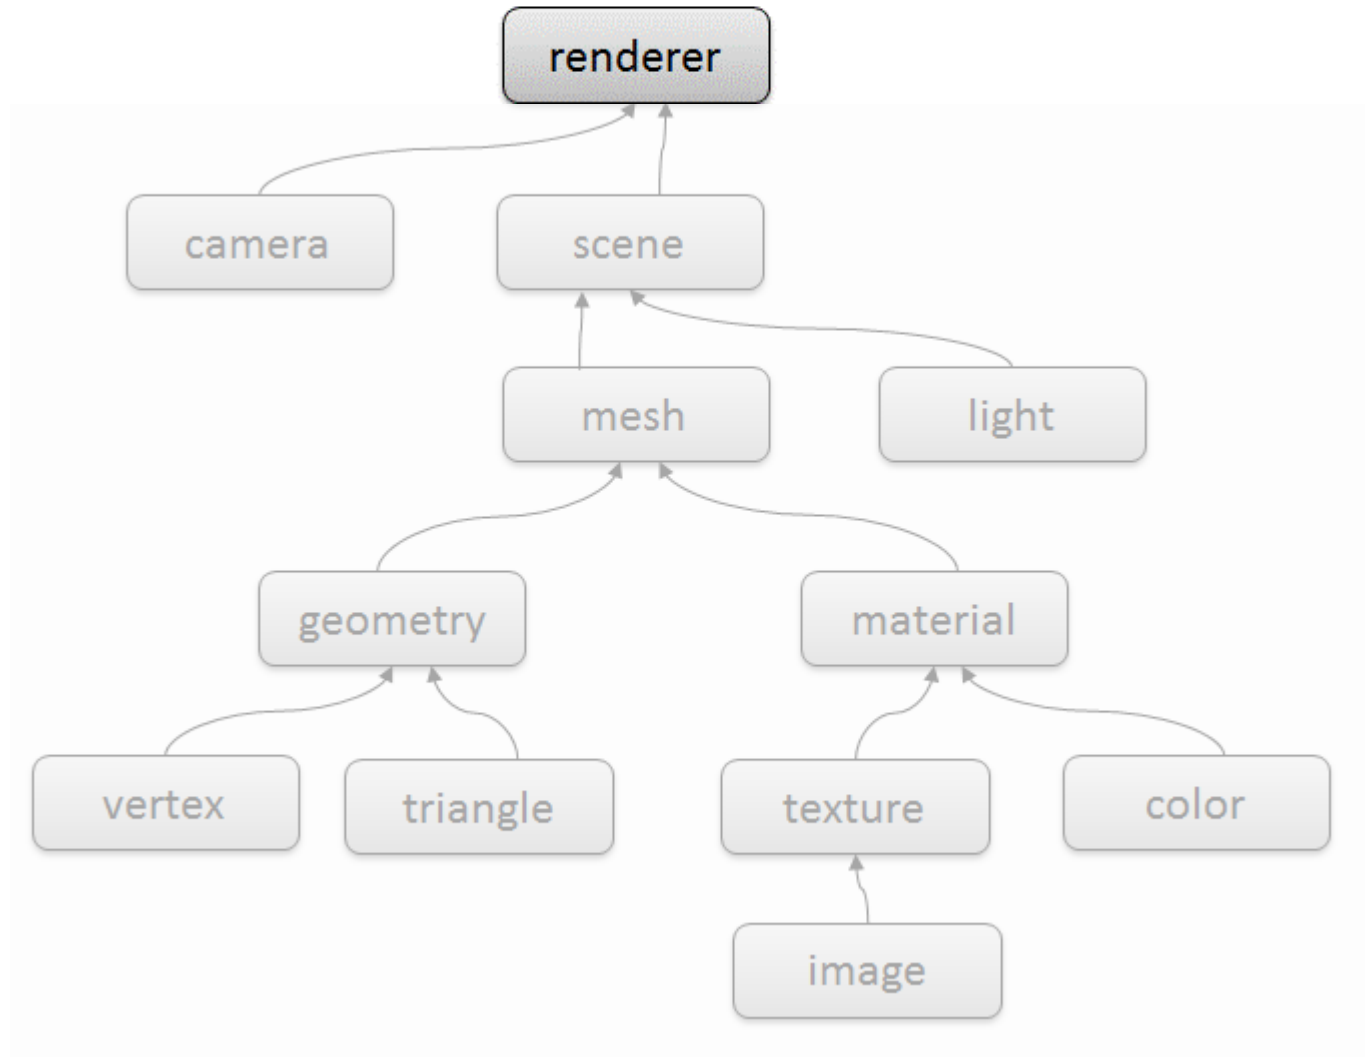 renderer
camera
scene
mesh
light
geometry
material
vertex
triangle
texture
color
image